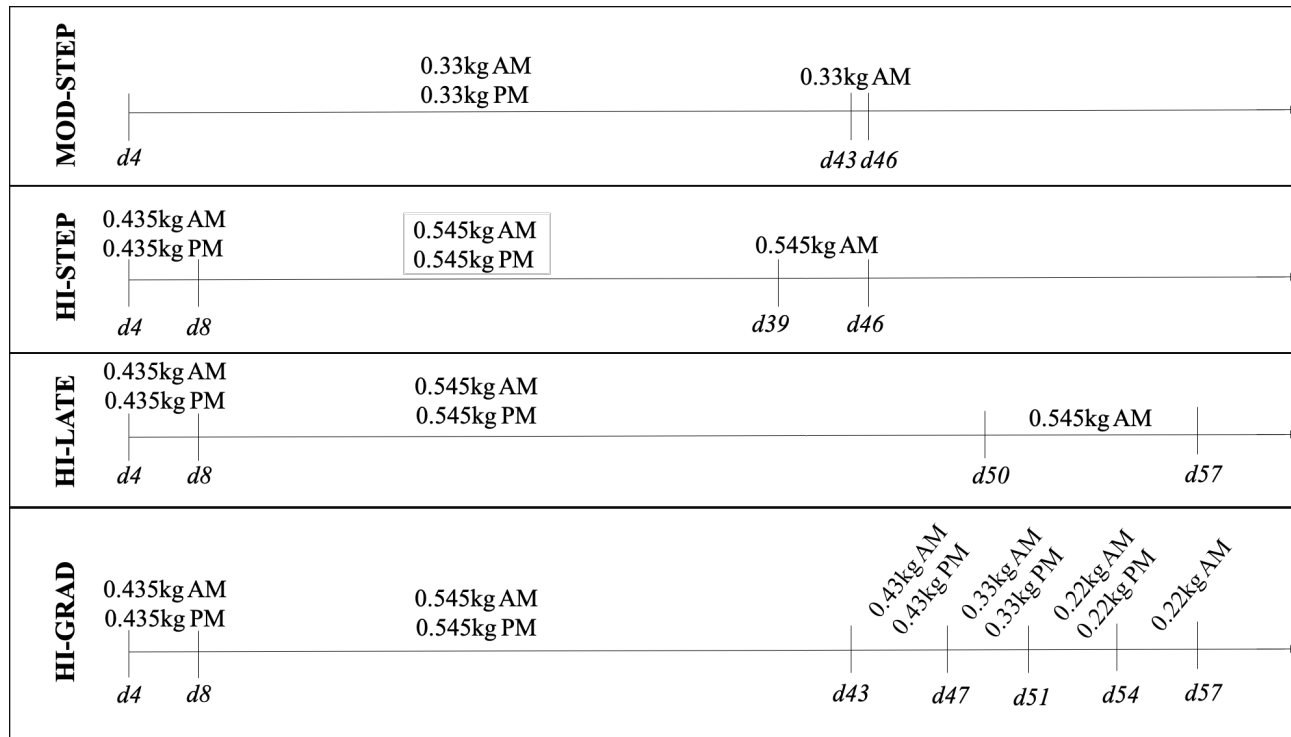 MOD-STEP
0.33kg AM
0.33kg PM
0.33kg AM
d4
d43
d46
HI-STEP
0.435kg AM
0.435kg PM
0.545kg AM
0.545kg PM
0.545kg AM
d4
d8
d39
d46
HI-LATE
0.435kg AM
0.435kg PM
0.545kg AM
0.545kg PM
0.545kg AM
d4
d8
d50
d57
HI-GRAD
0.435kg AM
0.435kg PM
0.545kg AM
0.545kg PM
0.43kg AM
0.43kg PM
0.33kg AM
0.33kg PM
0.22kg AM
0.22kg PM
0.22kg AM
d4
d8
d43
d47
d51
d54
d57